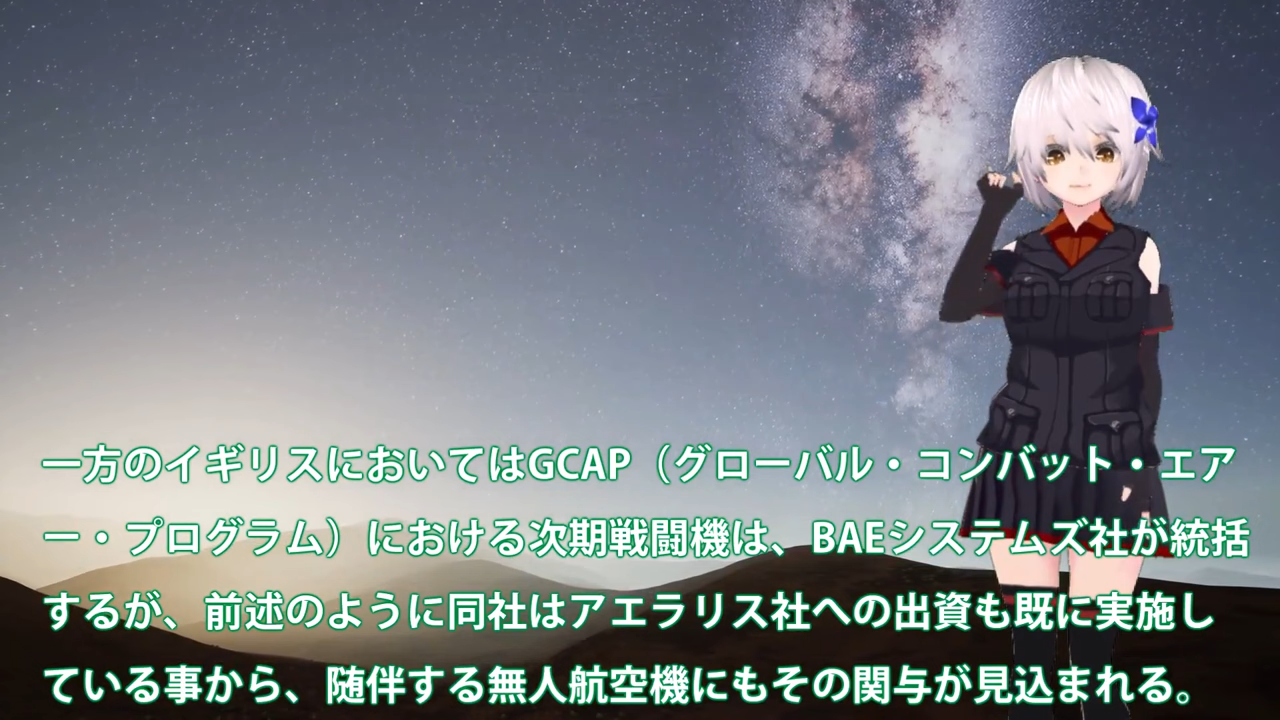 一方のイギリスにおいてはGCAP（グローバル・コンバット・エア
ー・プログラム）における次期戦闘機は、BAEシステムズ社が統括
するが、前述のように同社はアエラリス社への出資も既に実施し
ている事から、随伴する無人航空機にもその関与が見込まれる。